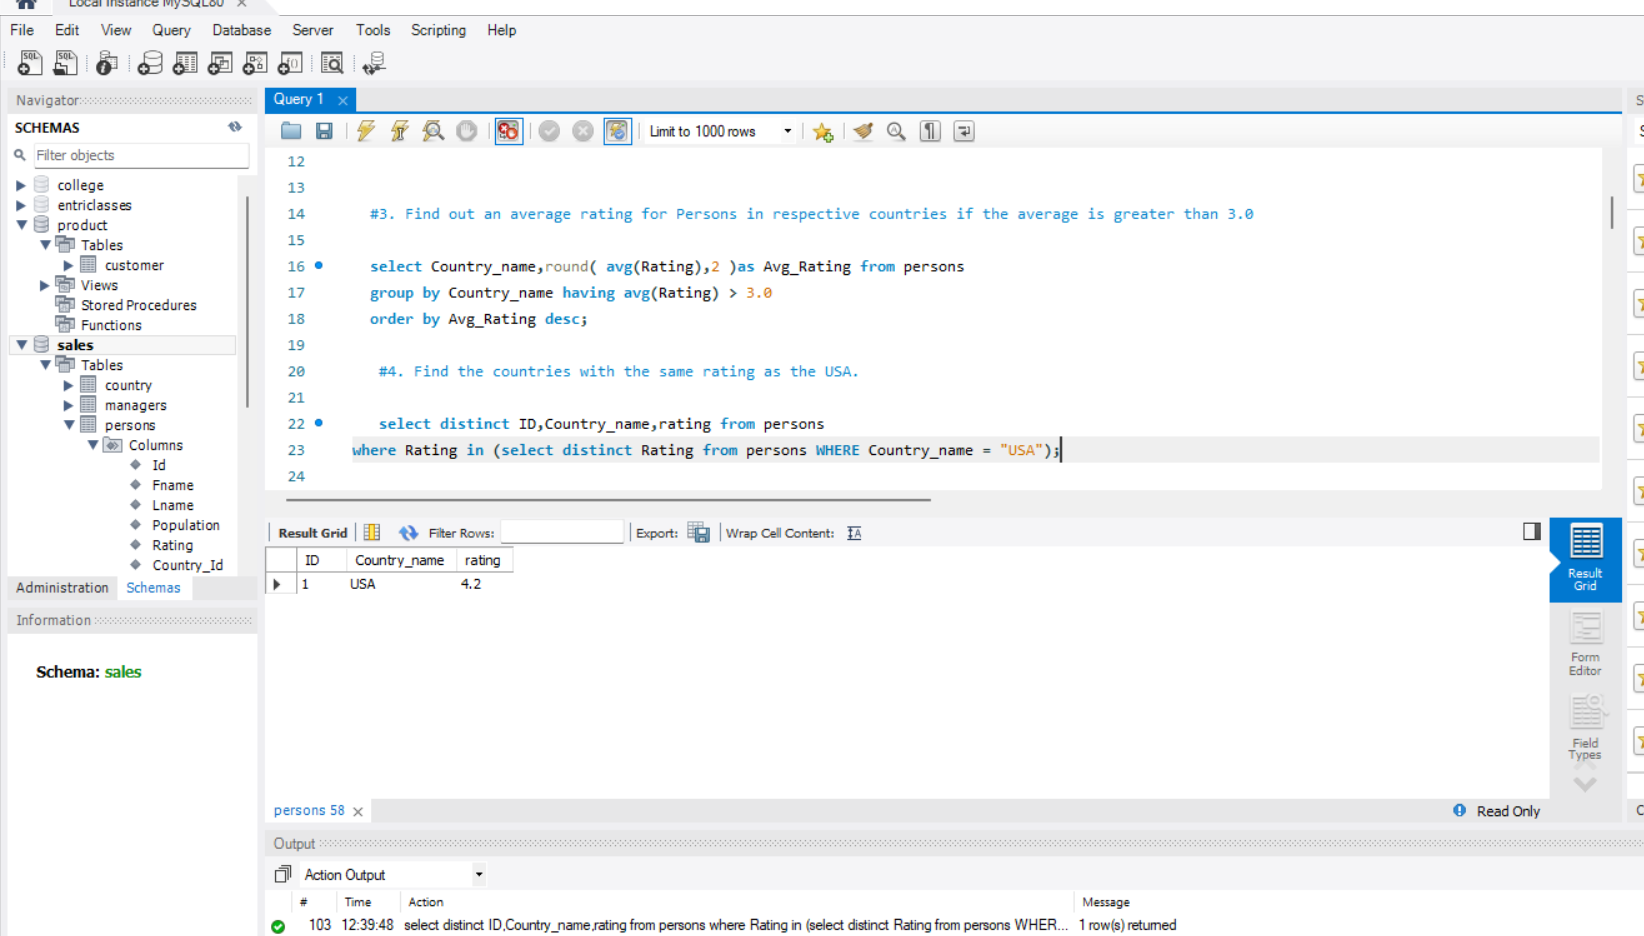 Local instance MySQL80 ×
File Edit View Query Database Server Tools Scripting Help
Navigator
SCHEMAS
Filter objects
college
entriclasses
product
Tables
customer
Views
Stored Procedures
Functions
sales
Tables
country
managers
persons
Columns
Id
Fname
Lname
Population
Rating
Country_Id
Administration Schemas
Information
Schema: sales
Query 1 ×
Limit to 1000 rows
12
13
14 #3. Find out an average rating for Persons in respective countries if the average is greater than 3.0
15
16 select Country_name,round( avg(Rating),2 )as Avg_Rating from persons
17 group by Country_name having avg(Rating) > 3.0
18 order by Avg_Rating desc;
19
20 #4. Find the countries with the same rating as the USA.
21
22 select distinct ID,Country_name,rating from persons
23 where Rating in (select distinct Rating from persons WHERE Country_name = "USA");
24
Result Grid Filter Rows: Export: Wrap Cell Content:
ID Country_name rating
1 USA 4.2
Result
Grid
Form
Editor
Field
Types
persons 58 ×
Read Only
Output
Action Output
# Time Action Message
103 12:39:48 select distinct ID,Country_name,rating from persons where Rating in (select distinct Rating from persons WHER... 1 row(s) returned